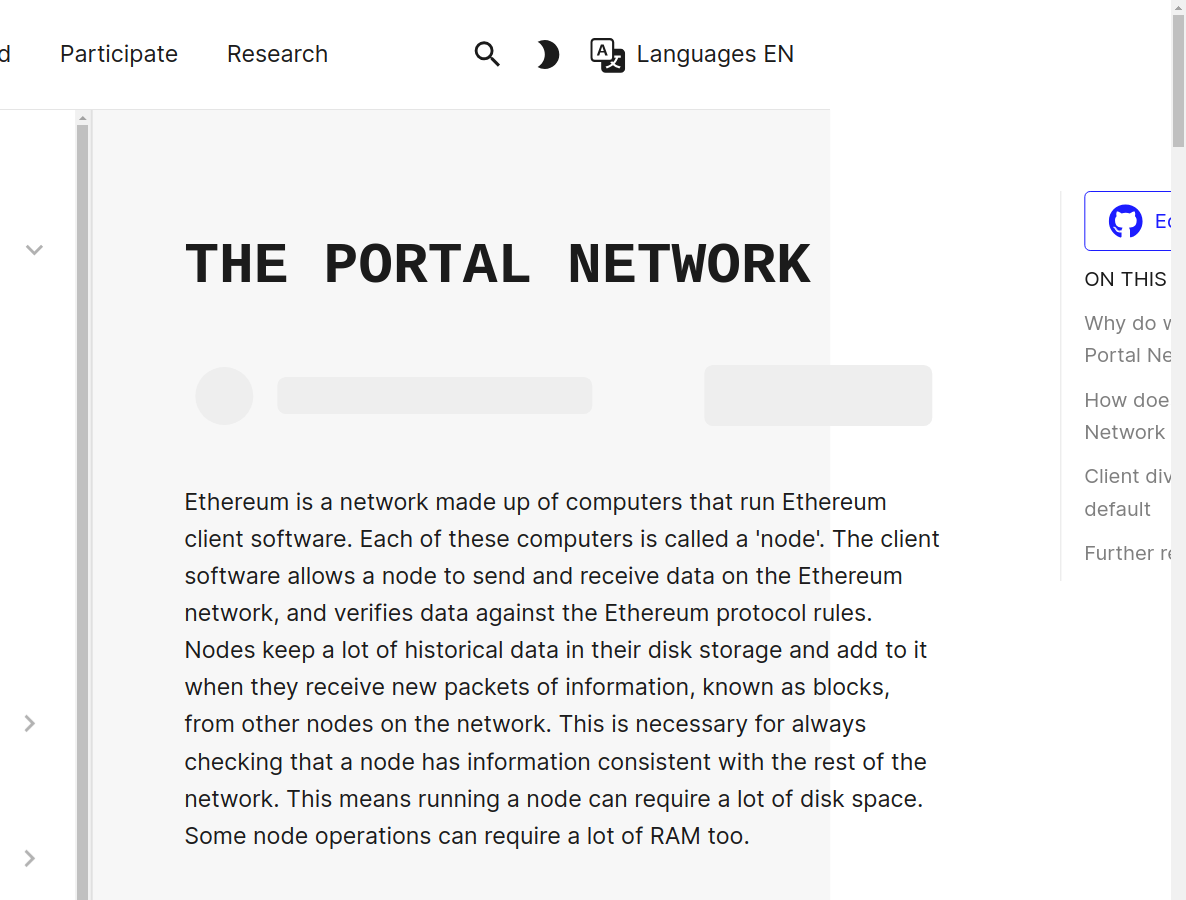 Participate
Research
Languages EN
THE PORTAL NETWORK
ON THIS
Why do
Portal
How
Network
Client
default
Further
Ethereum is a network made up of computers that run Ethereum
client software. Each of these computers is called a 'node'. The client
software allows a node to send and receive data on the Ethereum
network, and verifies data against the Ethereum protocol rules.
Nodes keep a lot of historical data in their disk storage and add to it
when they receive new packets of information, known as blocks,
from other nodes on the network. This is necessary for always
checking that a node has information consistent with the rest of the
network. This means running a node can require a lot of disk space.
Some node operations can require a lot of RAM too.